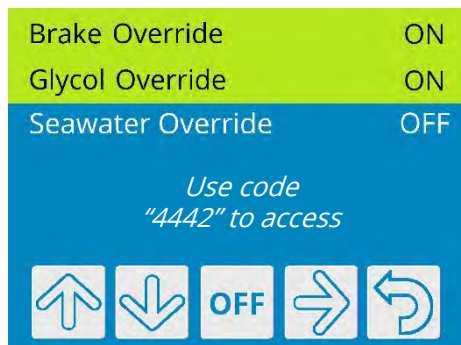 Brake Override ON
Glycol Override ON
Seawater Override OFF
Use code
“4442” to access
OFF